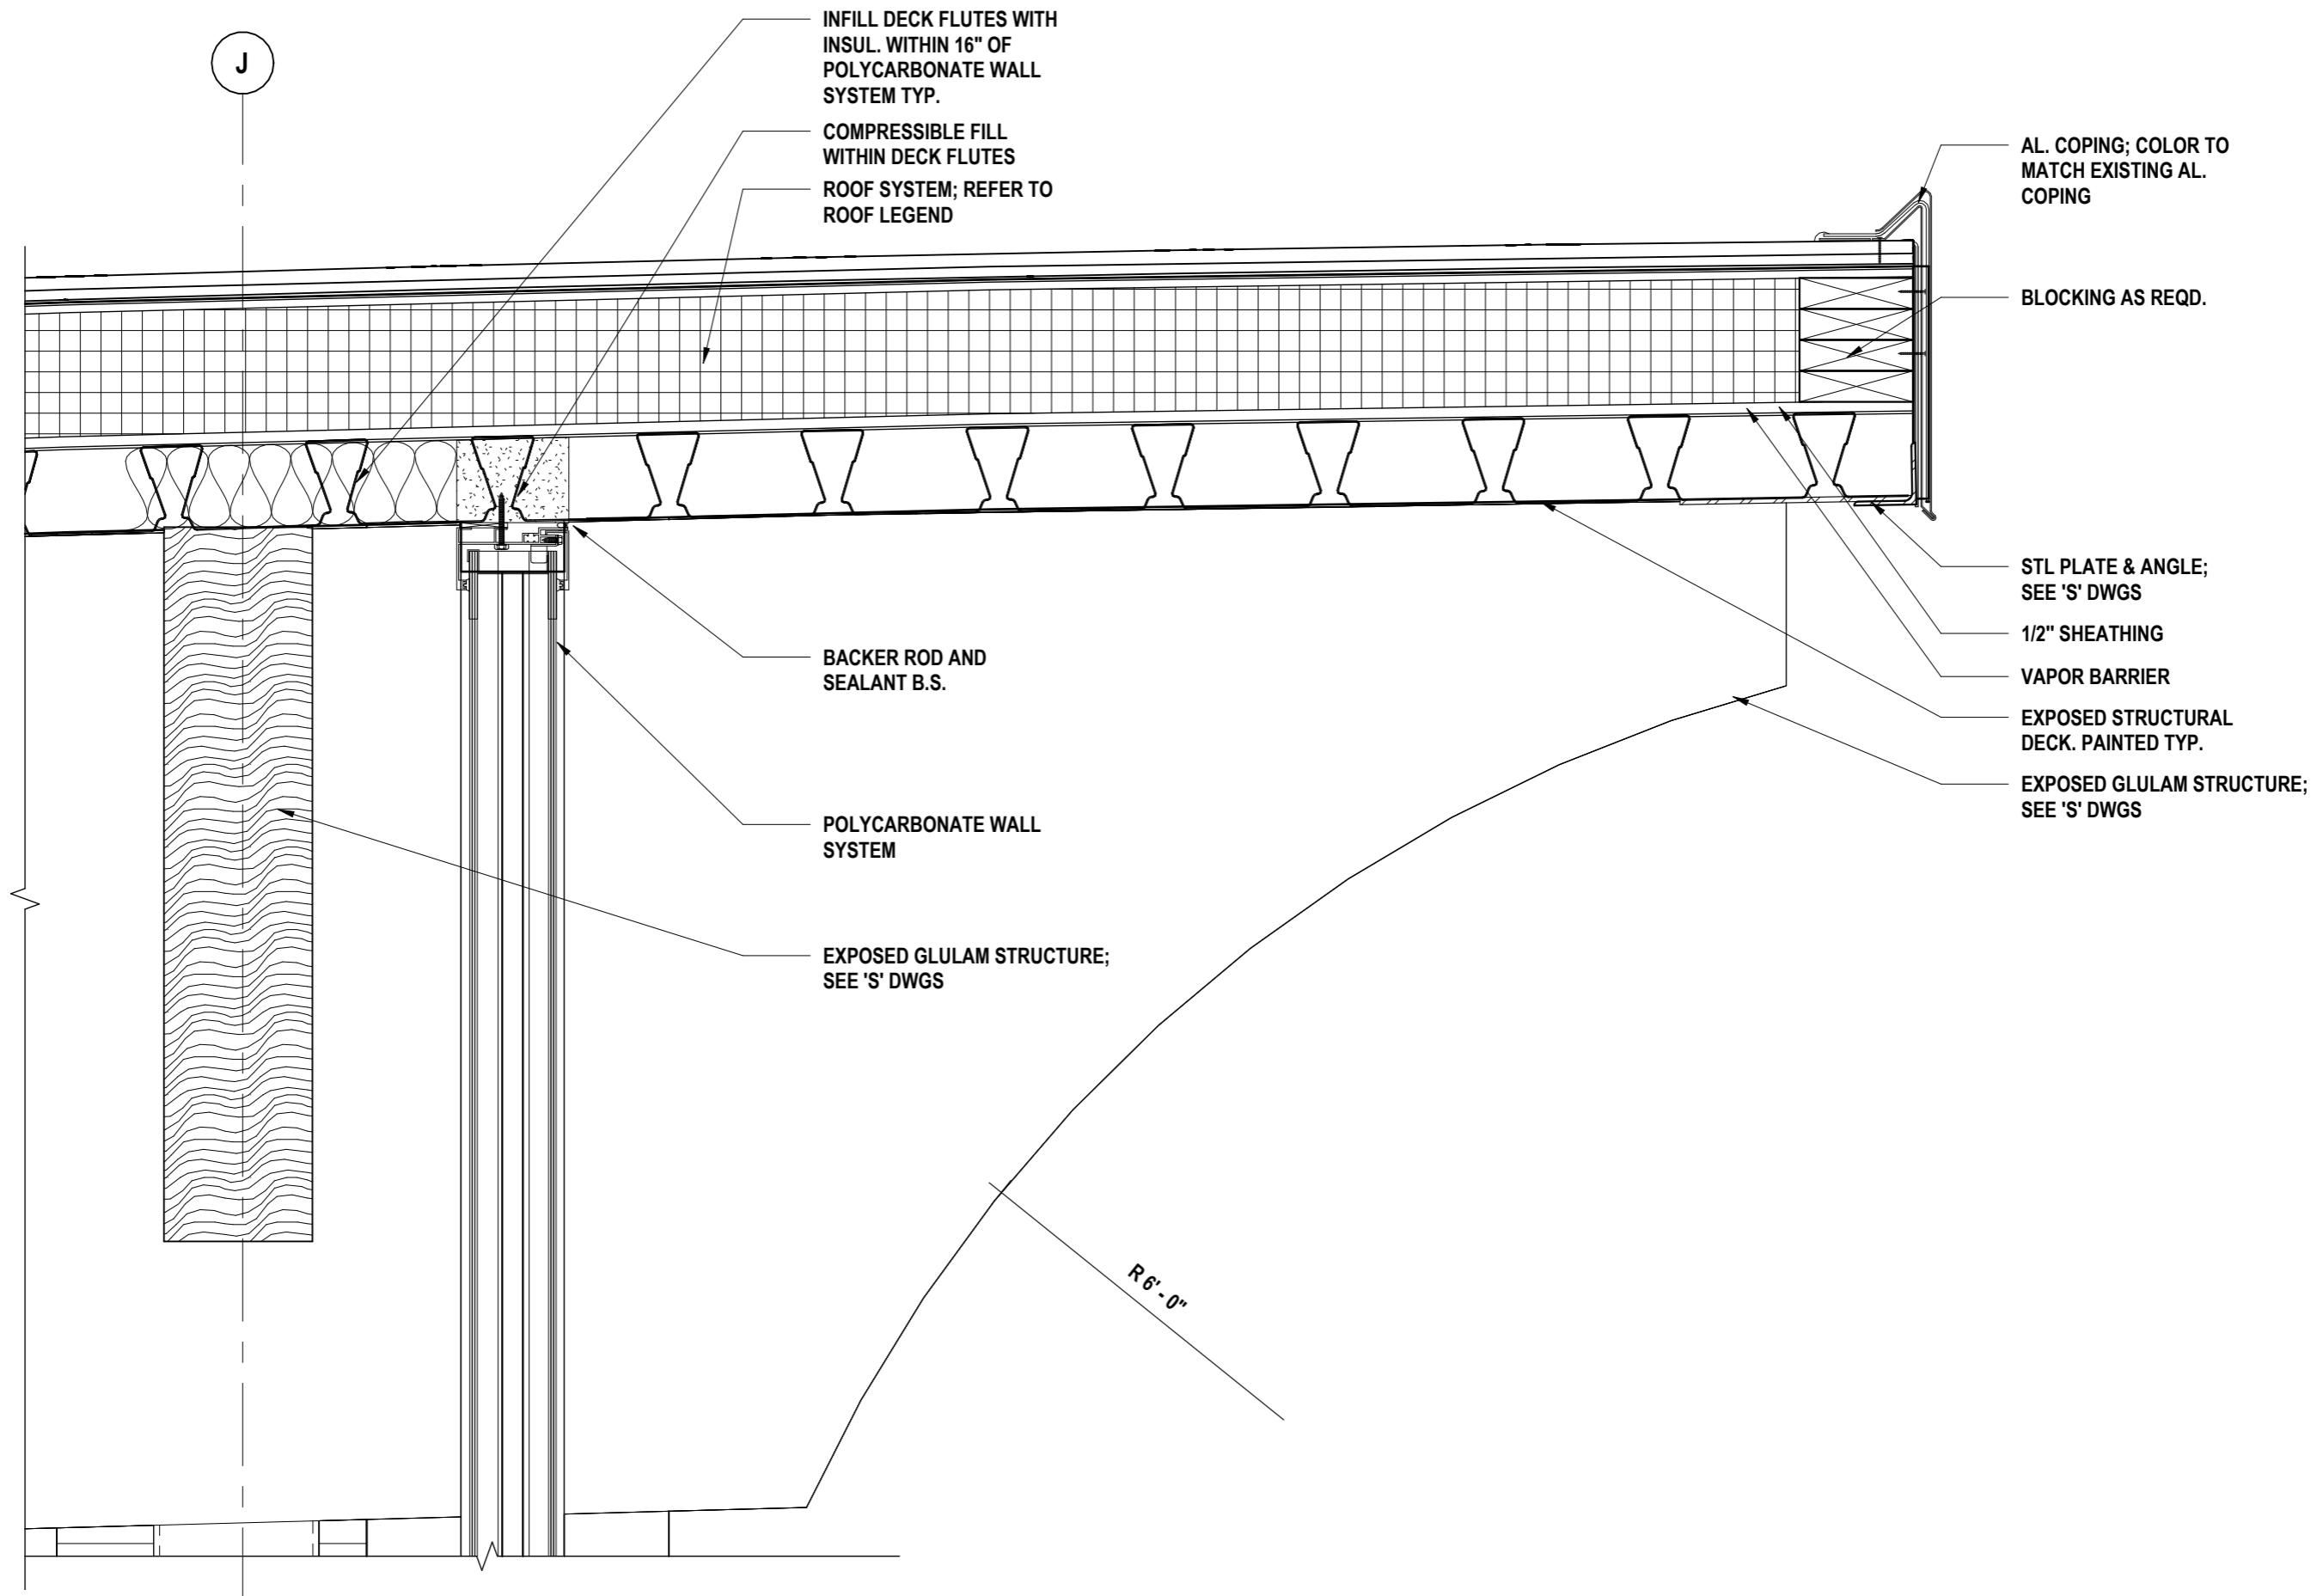 J
INFILL DECK FLUTES WITH
INSUL. WITHIN 16" OF
POLYCARBONATE WALL
SYSTEM TYP.
COMPRESSIBLE FILL
WITHIN DECK FLUTES
ROOF SYSTEM; REFER TO
ROOF LEGEND
AL. COPING; COLOR TO
MATCH EXISTING AL.
COPING
BLOCKING AS REQD.
STL PLATE & ANGLE;
SEE 'S' DWGS
1/2" SHEATHING
VAPOR BARRIER
EXPOSED STRUCTURAL
DECK. PAINTED TYP.
EXPOSED GLULAM STRUCTURE;
SEE 'S' DWGS
BACKER ROD AND
SEALANT B.S.
POLYCARBONATE WALL
SYSTEM
EXPOSED GLULAM STRUCTURE;
SEE 'S' DWGS
R 6' - 0"